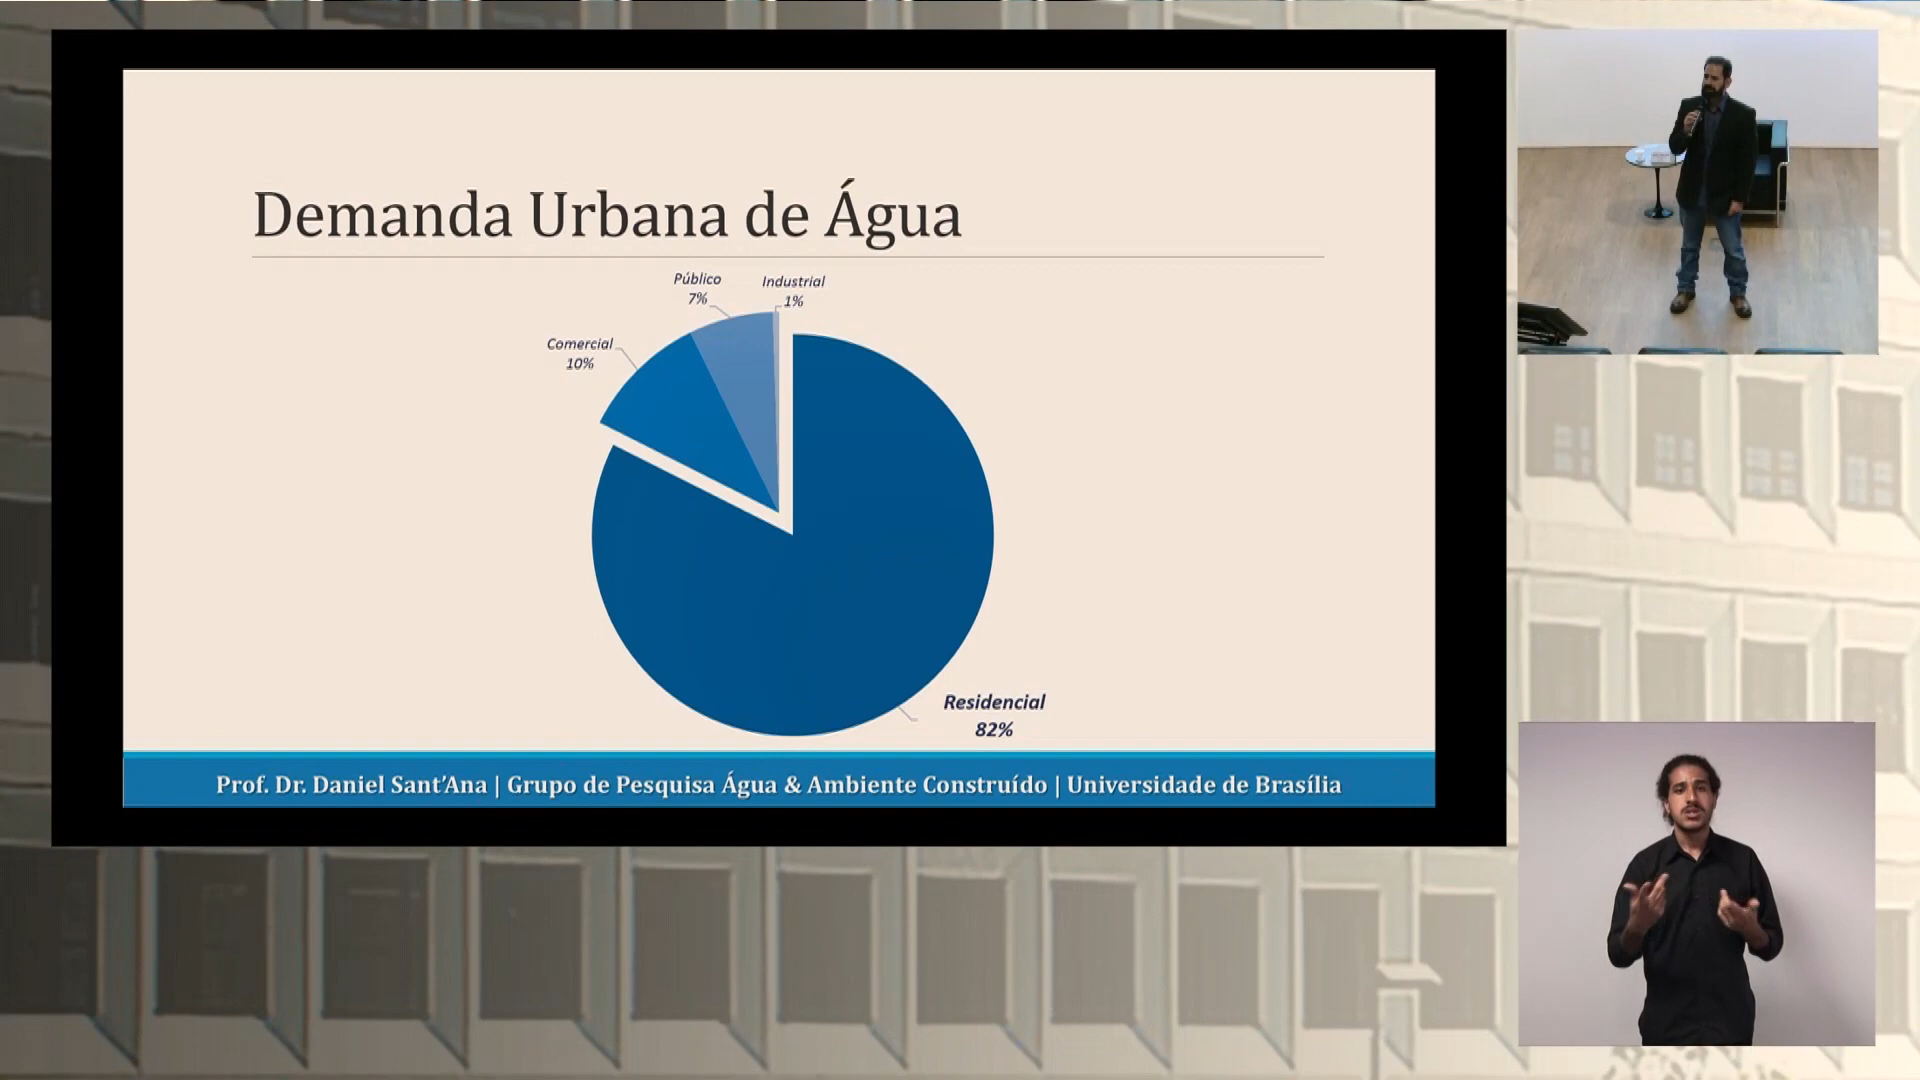 Demanda Urbana de Água
Público
7%
Industrial
1%
Comercial
10%
Residencial
82%
Prof. Dr. Daniel Sant’Ana | Grupo de Pesquisa Água & Ambiente Construído | Universidade de Brasília